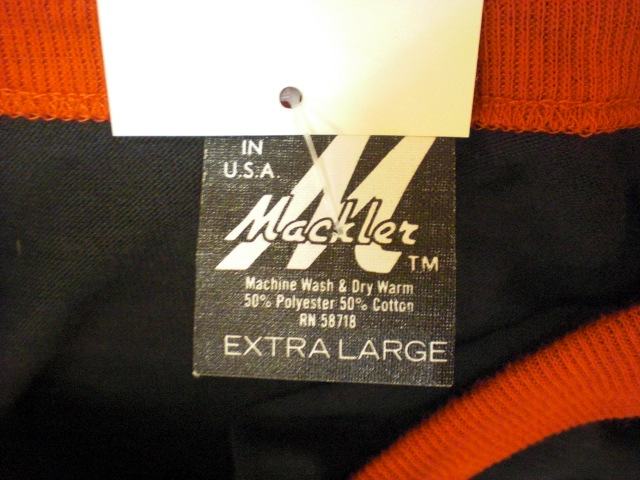 IN
U.S.A.
M
Mackler
TM
Machine Wash & Dry Warm
50% Polyester 50% Cotton
RN 58718
EXTRA LARGE